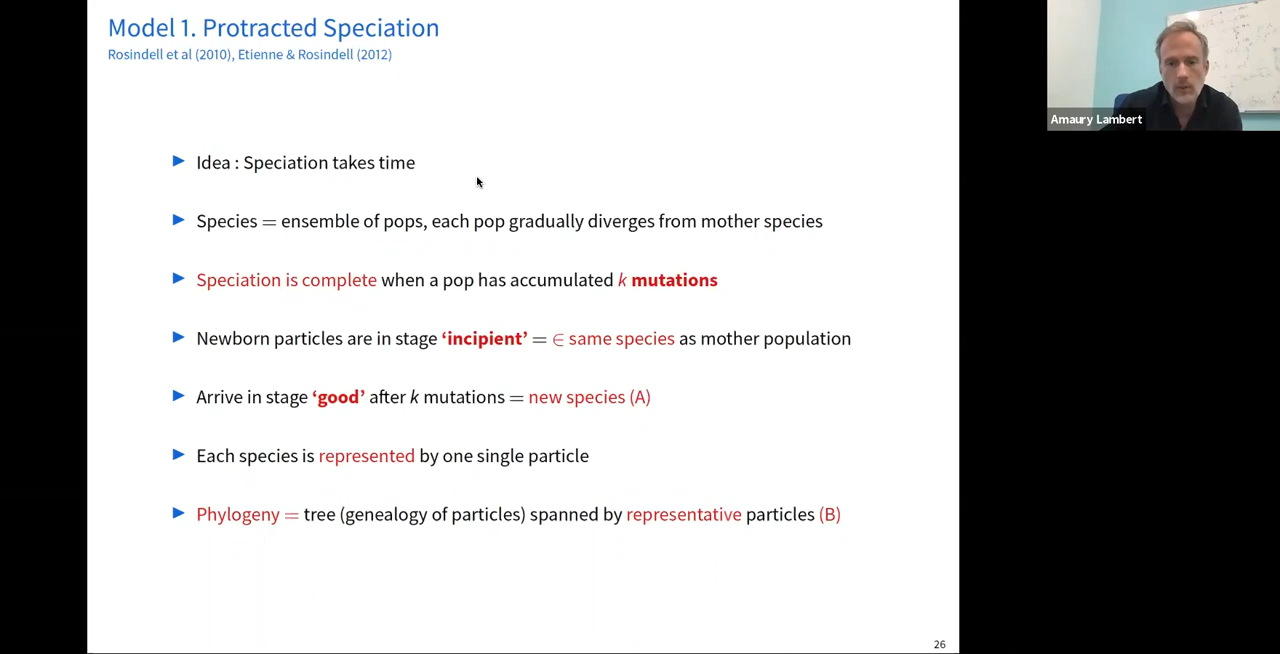 Model 1. Protracted Speciation
Rosindell et al (2010), Etienne & Rosindell (2012)
Amaury Lambert
► Idea : Speciation takes time
► Species = ensemble of pops, each pop gradually diverges from mother species
► Speciation is complete when a pop has accumulated k mutations
► Newborn particles are in stage ‘incipient’ = ∈ same species as mother population
► Arrive in stage ‘good’ after k mutations = new species (A)
► Each species is represented by one single particle
► Phylogeny = tree (genealogy of particles) spanned by representative particles (B)
26